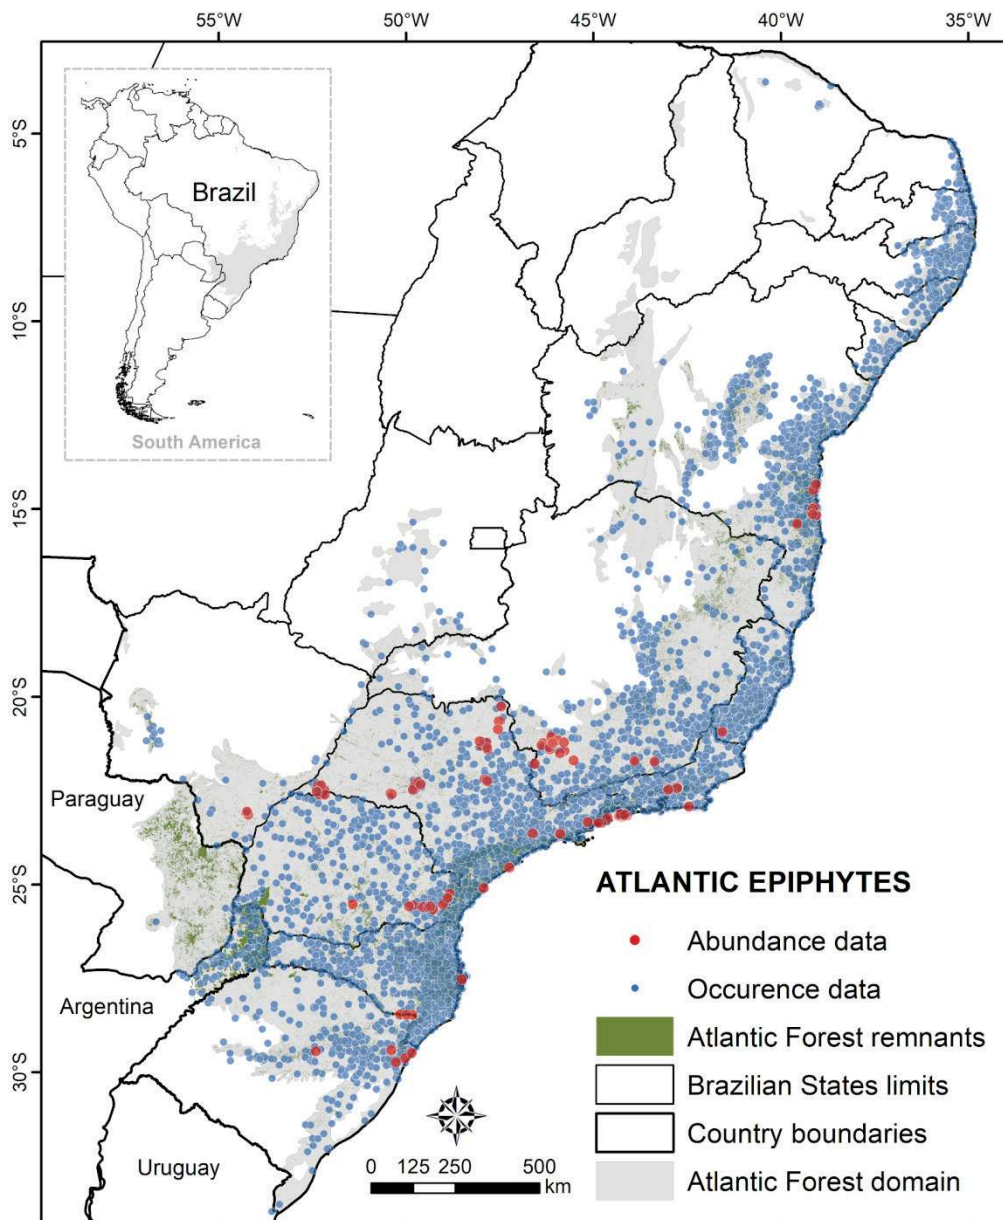 55°W 50°W 45°W 40°W 35°W
5°S
10°S
15°S
20°S
25°S
30°S
Brazil
South America
Paraguay
Argentina
Uruguay
ATLANTIC EPIPHYTES
Abundance data
Occurence data
Atlantic Forest remnants
Brazilian States limits
Country boundaries
Atlantic Forest domain
0 125 250 500
km